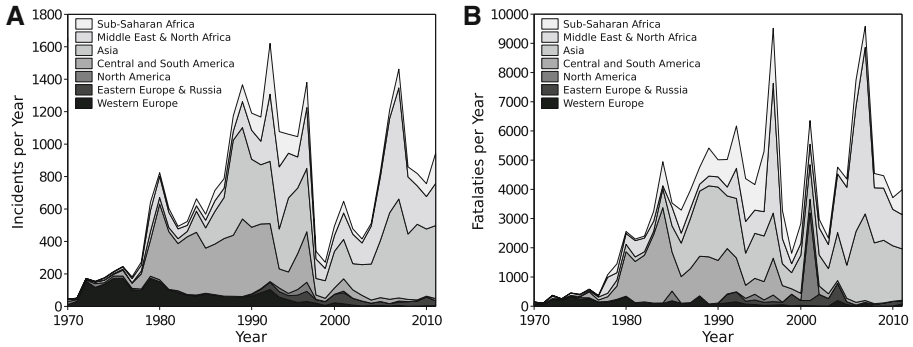 A
Incidents per Year
1800
1600
1400
1200
1000
800
600
400
200
0
Sub-Saharan Africa
Middle East & North Africa
Asia
Central and South America
North America
Eastern Europe & Russia
Western Europe
1970 1980 1990 2000 2010
Year
B
Fatalaties per Year
10000
9000
8000
7000
6000
5000
4000
3000
2000
1000
0
Sub-Saharan Africa
Middle East & North Africa
Asia
Central and South America
North America
Eastern Europe & Russia
Western Europe
1970 1980 1990 2000 2010
Year